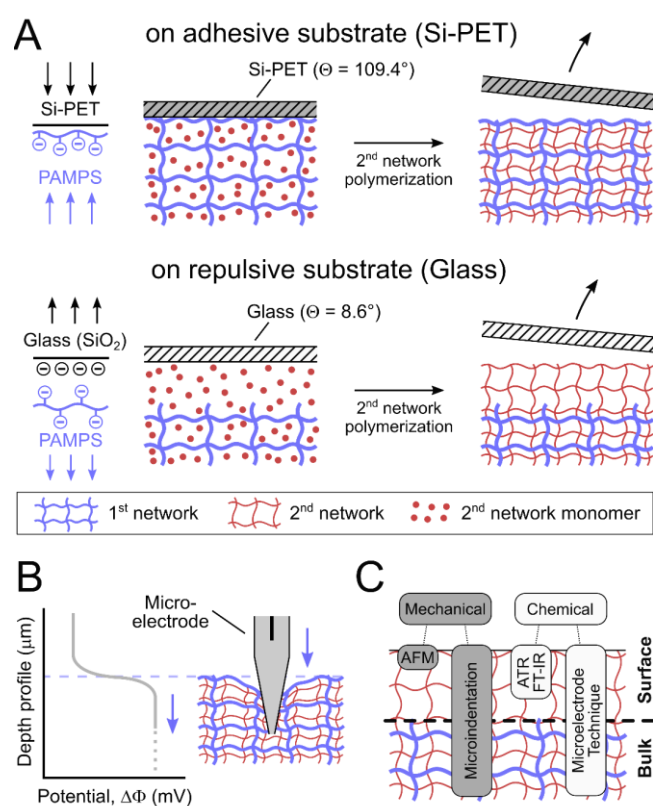 A
on adhesive substrate (Si-PET)
Si-PET (Θ = 109.4°)
Si-PET
PAMPS
2nd network
polymerization
on repulsive substrate (Glass)
Glass (Θ = 8.6°)
Glass (SiO2)
PAMPS
2nd network
polymerization
1st network
2nd network
2nd network monomer
B
Micro-
electrode
Depth profile (μm)
Potential, ΔΦ (mV)
C
Mechanical
Chemical
AFM
Microindentation
ATR
FT-IR
Microelectrode
Technique
Surface
Bulk